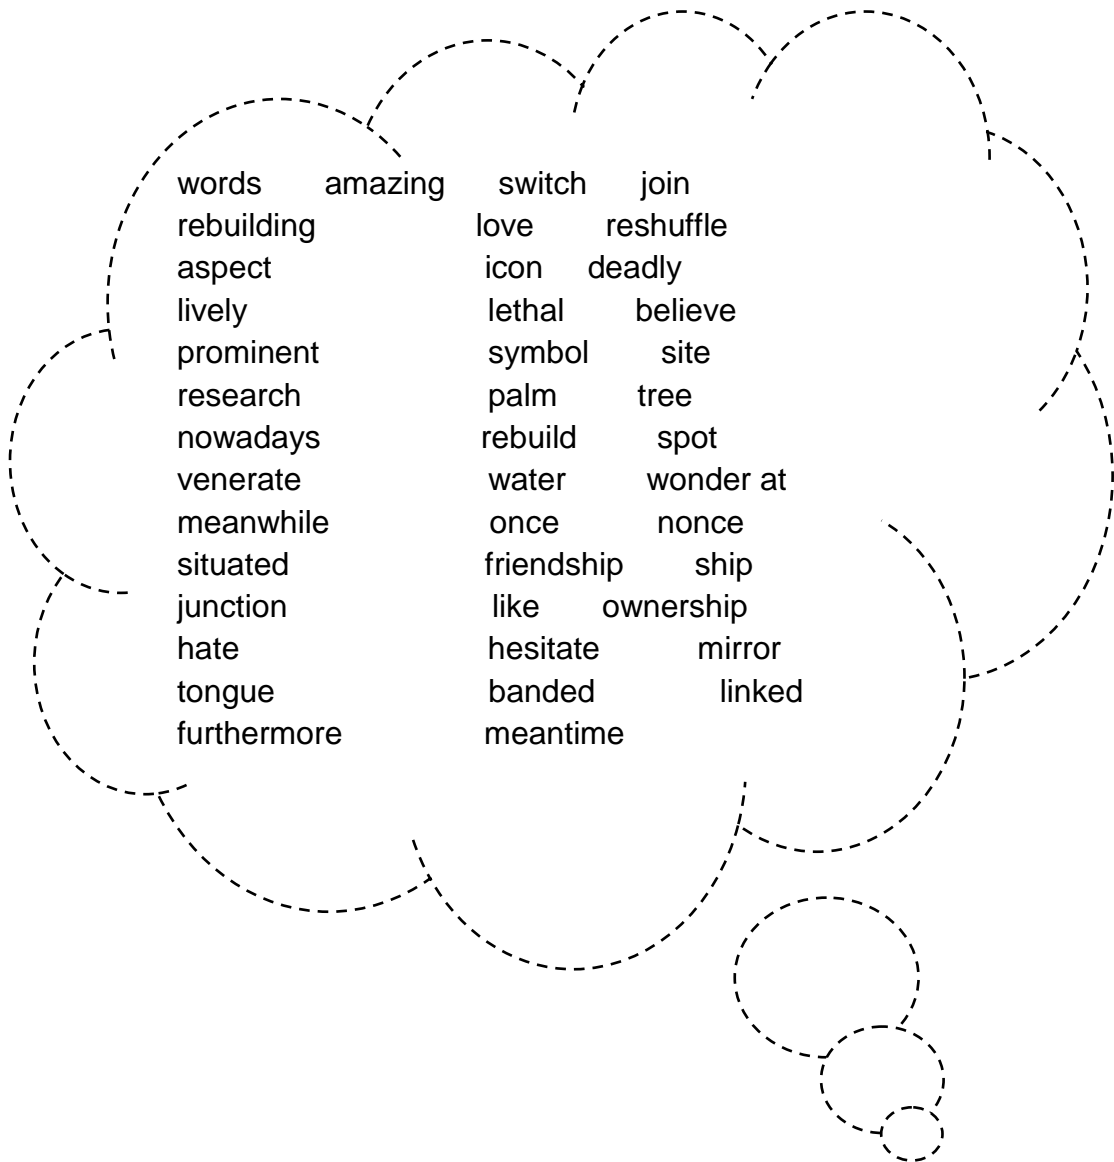 words amazing switch join
rebuilding love reshuffle
aspect icon deadly
lively lethal believe
prominent symbol site
research palm tree
nowadays rebuild spot
venerate water wonder at
meanwhile once nonce
situated friendship ship
junction like ownership
hate hesitate mirror
tongue banded linked
furthermore meantime